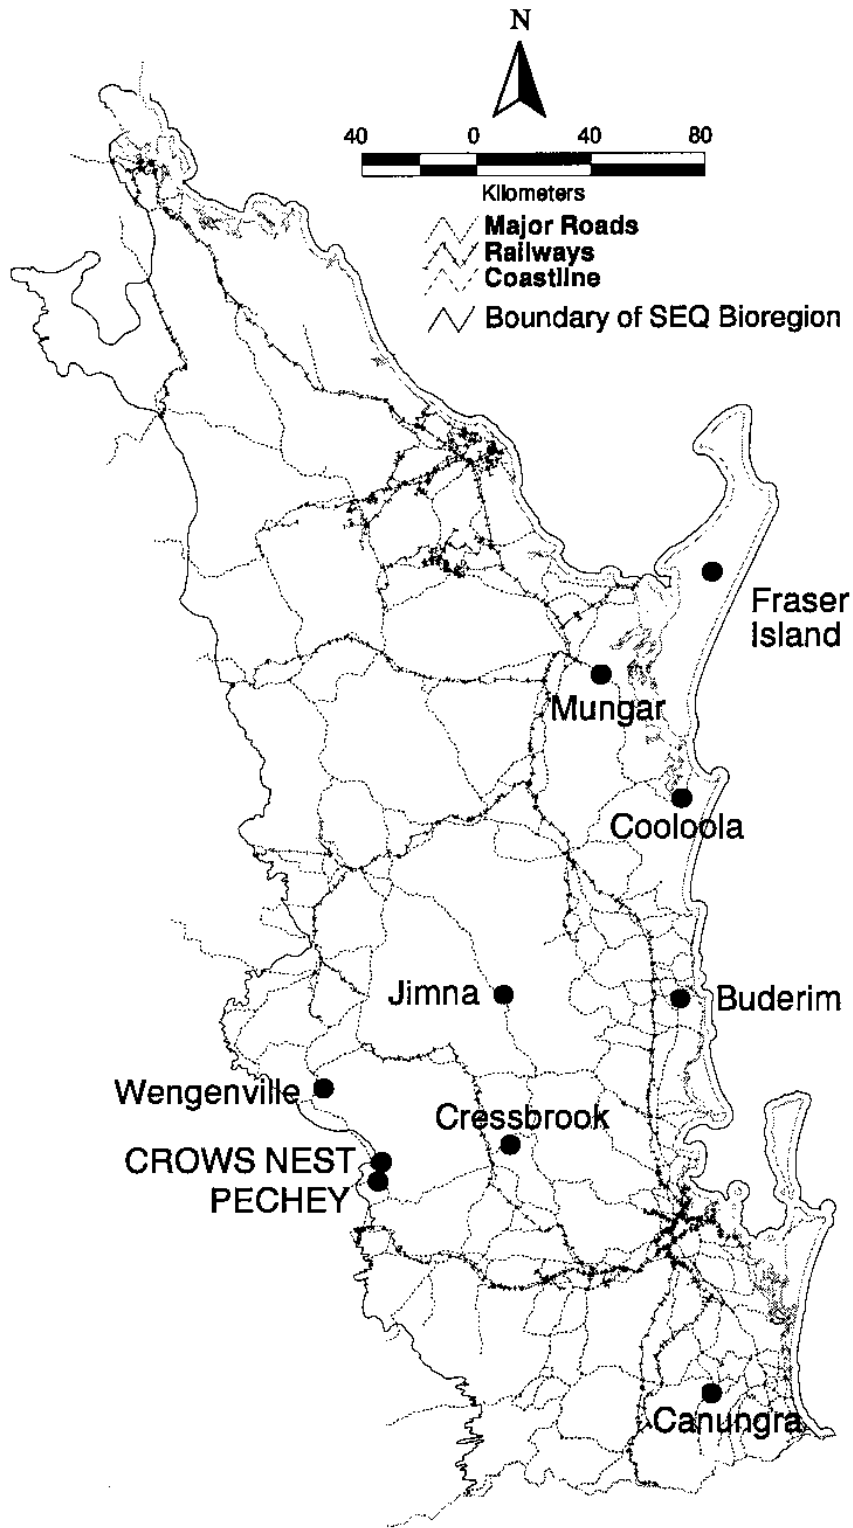 N
40 0 40 80
Kilometers
Major Roads
Railways
Coastline
Boundary of SEQ Bioregion
Fraser
Island
Mungar
Cooloola
Jimna
Buderim
Wengenville
Cressbrook
CROWS NEST
PECHEY
Canungra